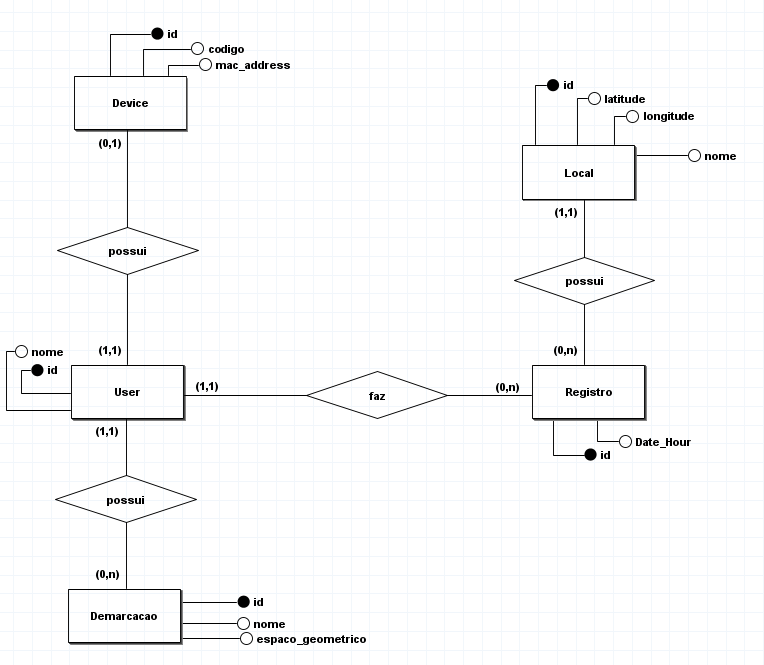 id
codigo
mac_address
Device
(0,1)
possui
(1,1)
nome
id
User
(1,1)
faz
(0,n)
(1,1)
possui
(0,n)
Demarcacao
id
nome
espaco_geometrico
id
latitude
longitude
nome
Local
(1,1)
possui
(0,n)
Registro
Date_Hour
id